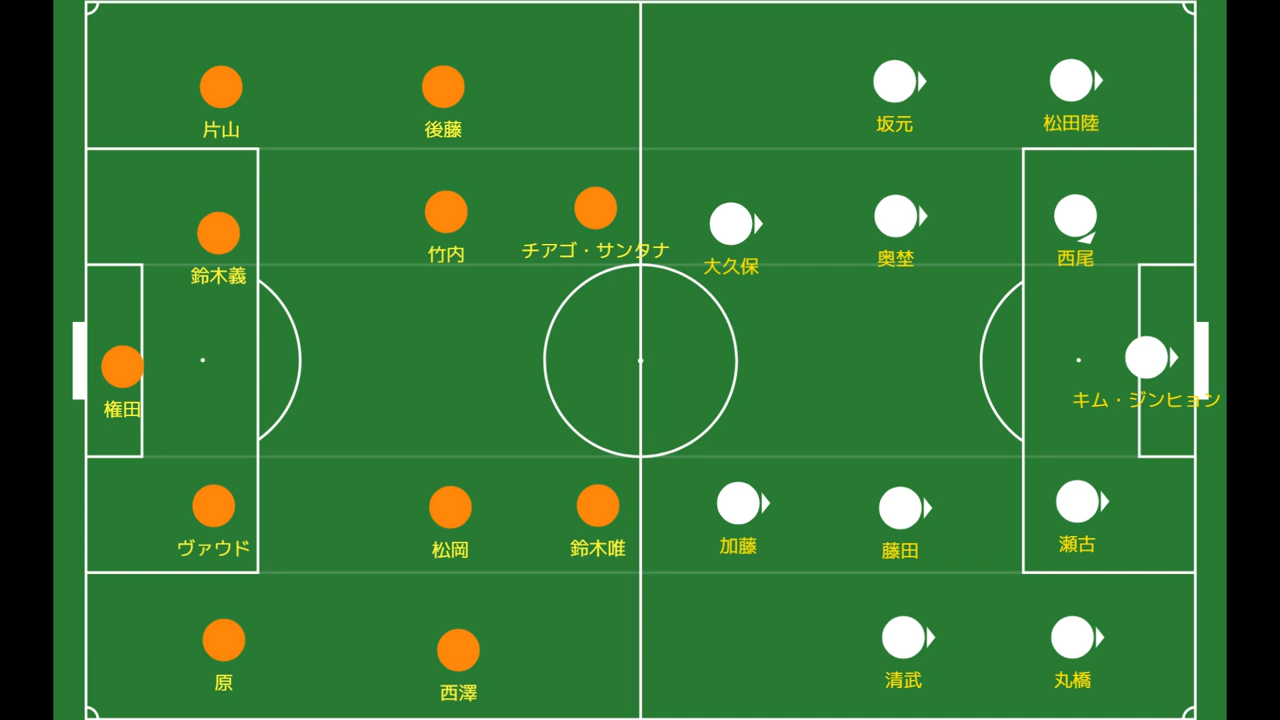 片山
後藤
坂元
松田陸
鈴木義
竹内
チアゴ・サンタナ
大久保
奥埜
西尾
権田
キム・ジンヒョン
ヴァウド
松岡
鈴木唯
加藤
藤田
瀬古
原
西澤
清武
丸橋